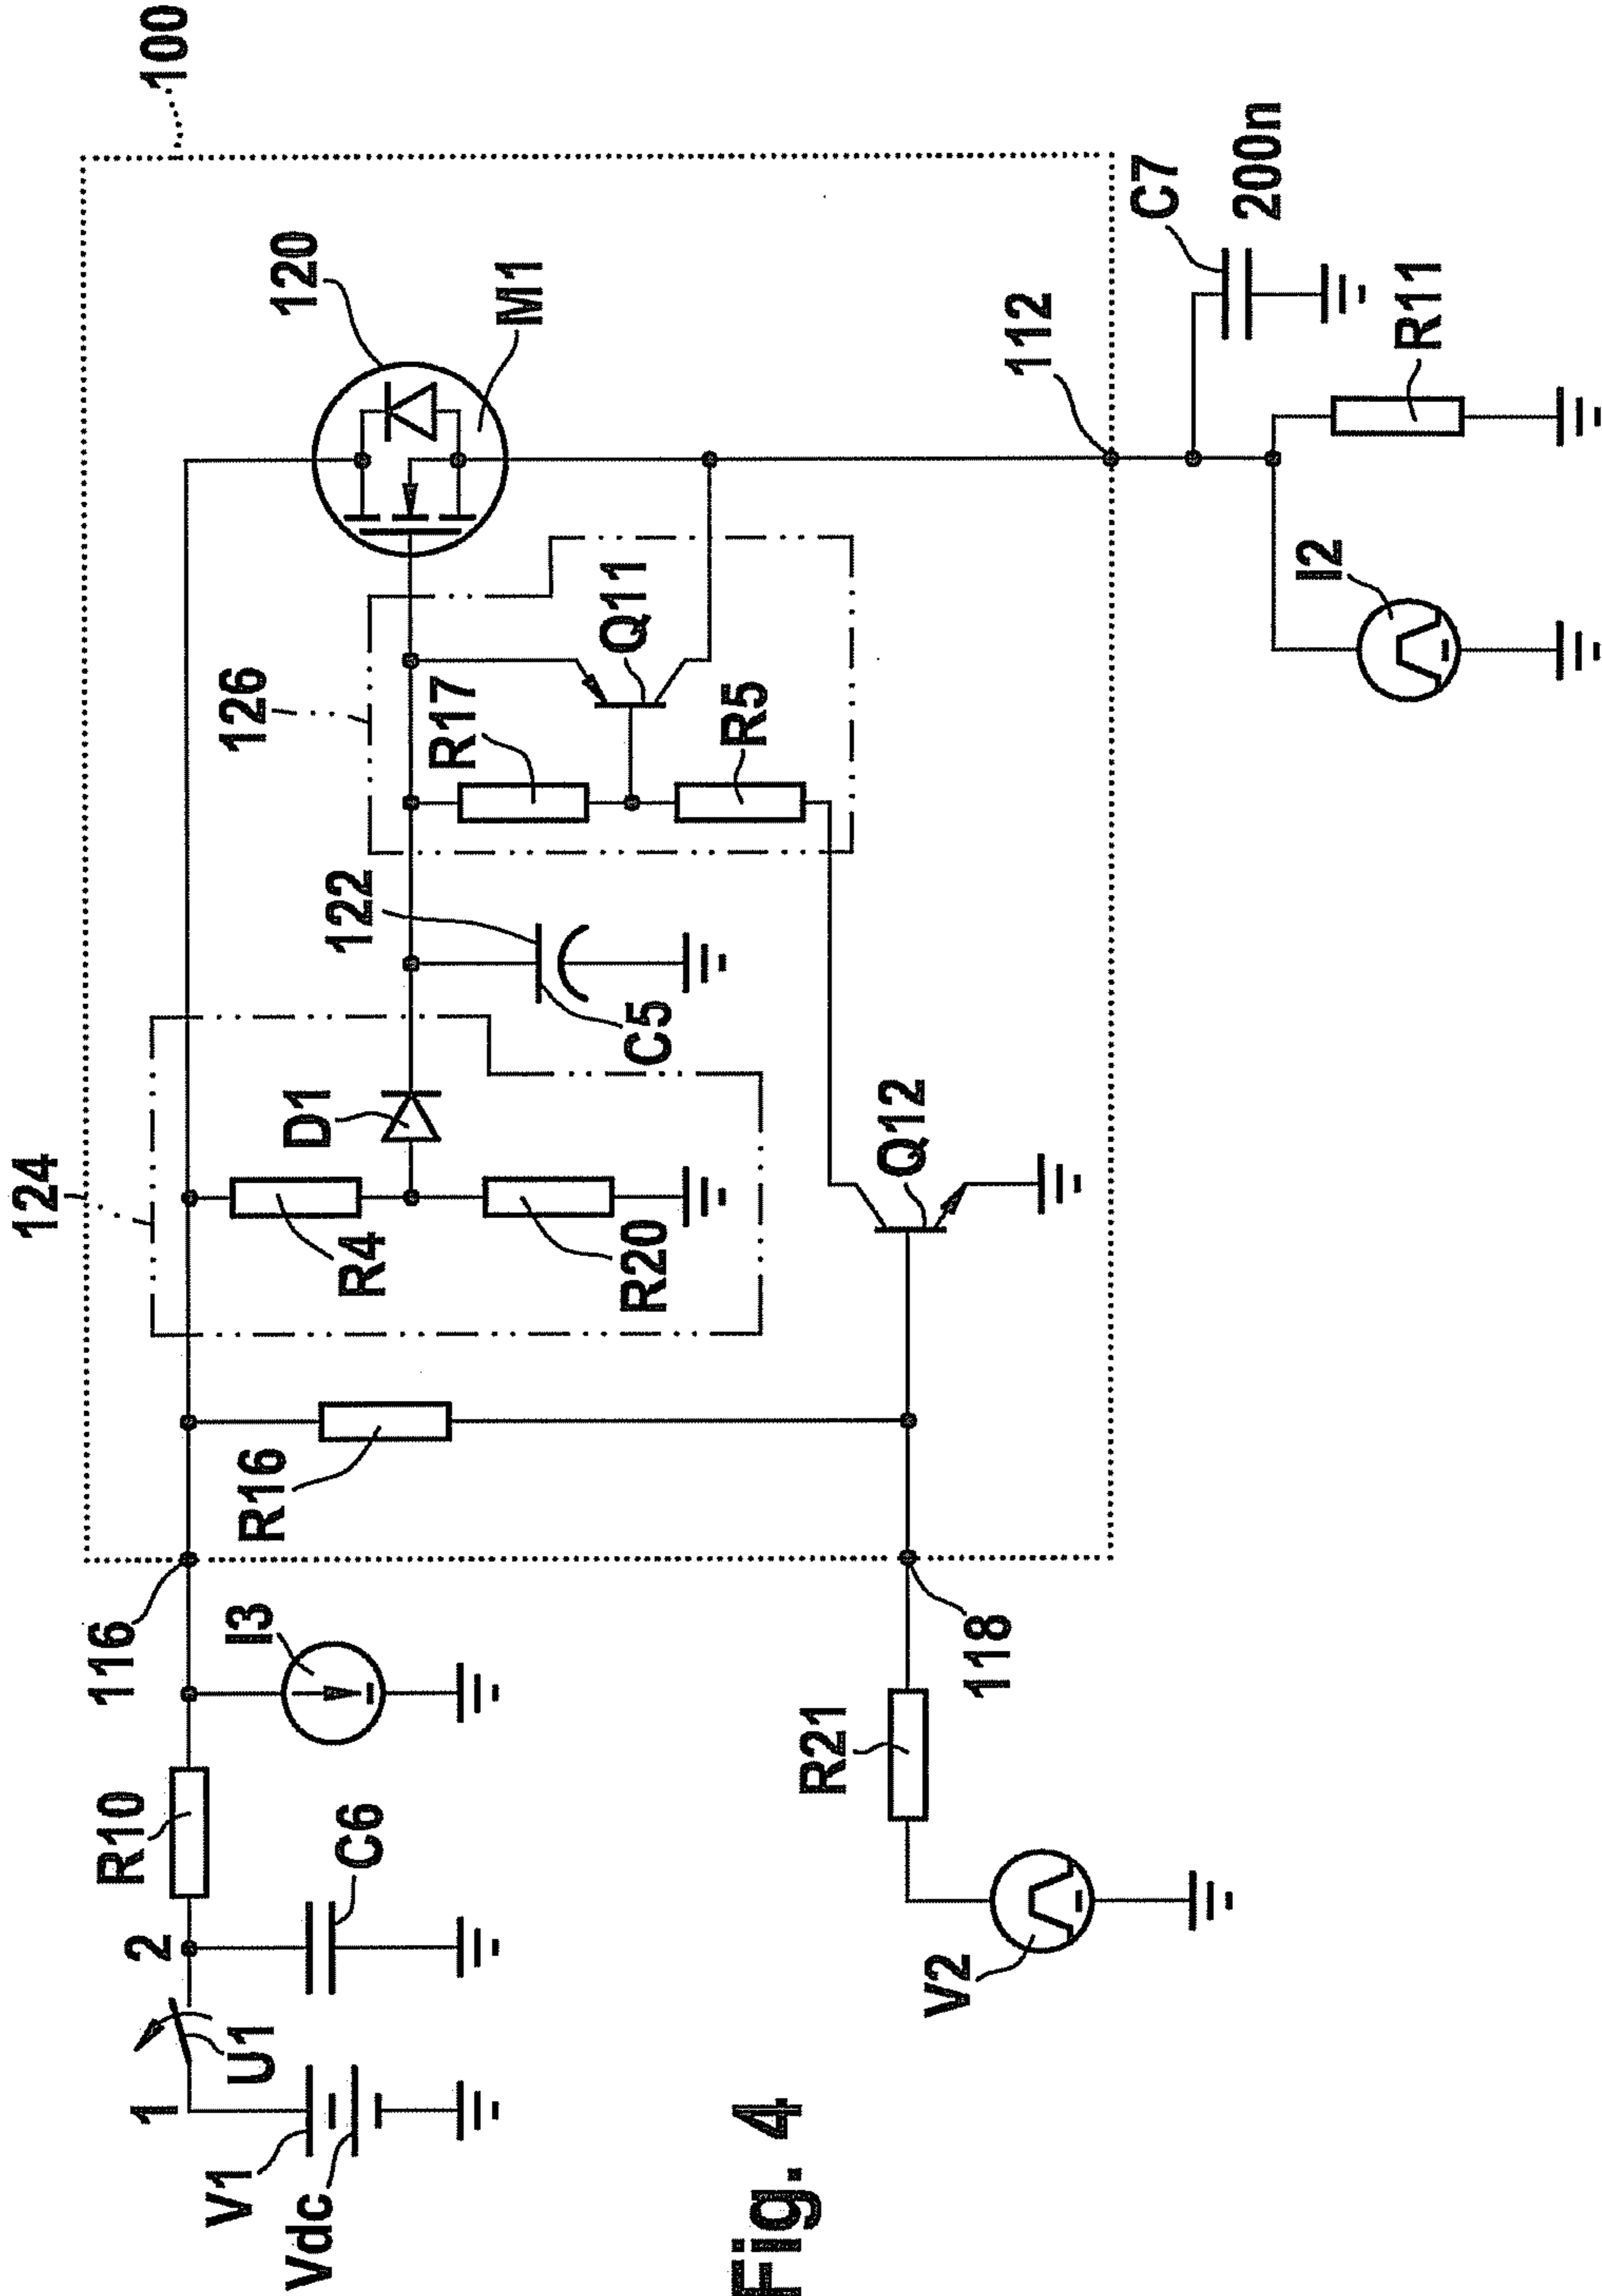 100
120
M1
124
126
122
D1
R4
R20
C5
R17
Q11
R5
Q12
R16
116
118
112
C7
200n
R11
I2
I3
R10
C6
2
1
U1
V1
Vdc
R21
V2
Fig. 4